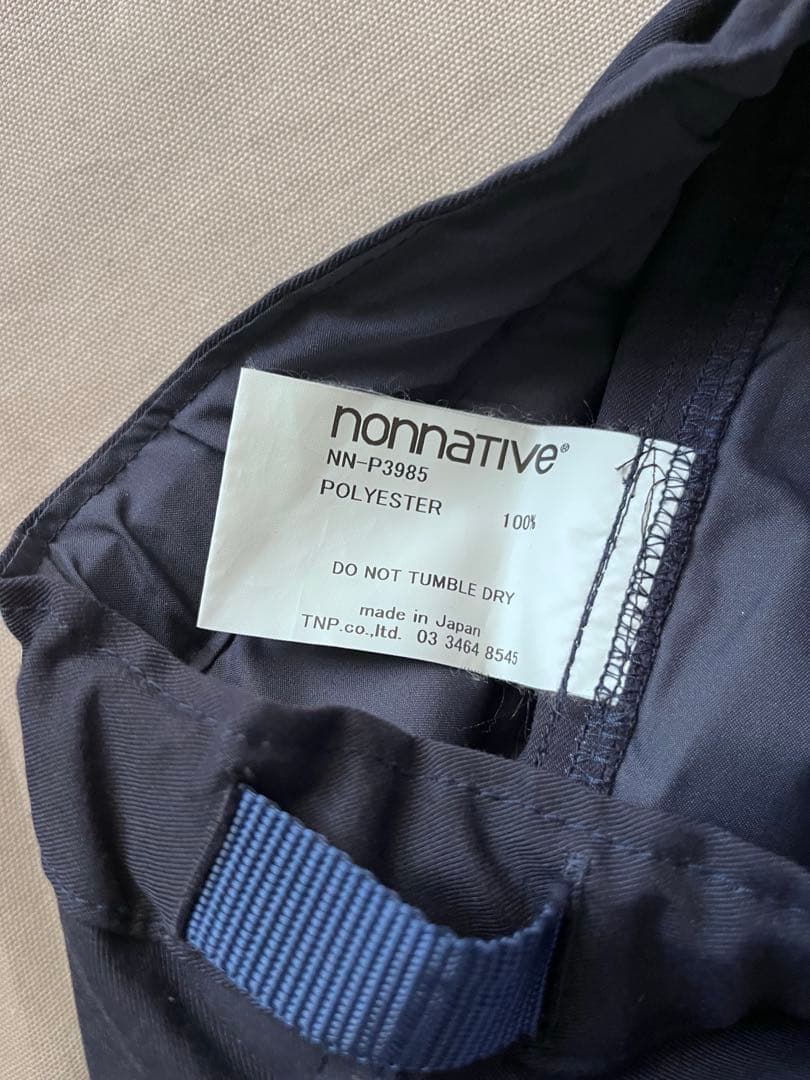 nonnaTIVe®
NN-P3985
POLYESTER 100%
DO NOT TUMBLE DRY
made in Japan
TNP.co.,ltd. 03 3464 8545